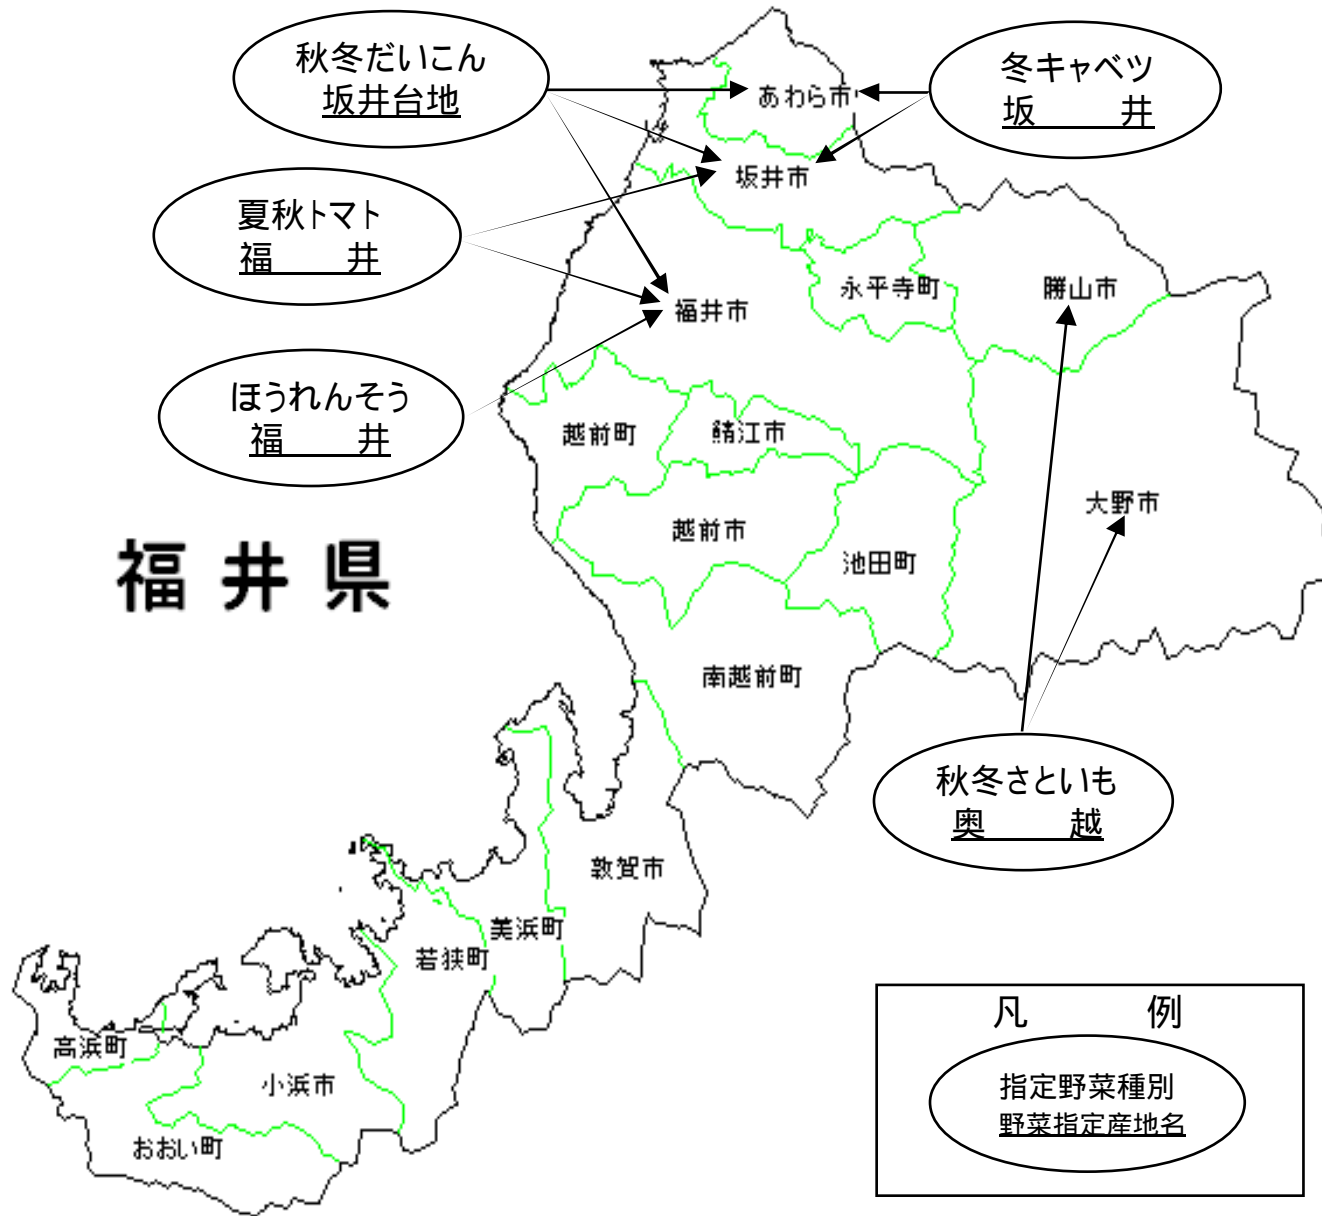 秋冬だいこん
坂井台地
冬キャベツ
坂　　井
あわら市
坂井市
夏秋トマト
福　　井
永平寺町
勝山市
福井市
ほうれんそう
福　　井
越前町
鯖江市
大野市
越前市
池田町
福井県
南越前町
秋冬さといも
奥　　越
敦賀市
美浜町
若狭町
高浜町
小浜市
おおい町
凡　　例
指定野菜種別
野菜指定産地名